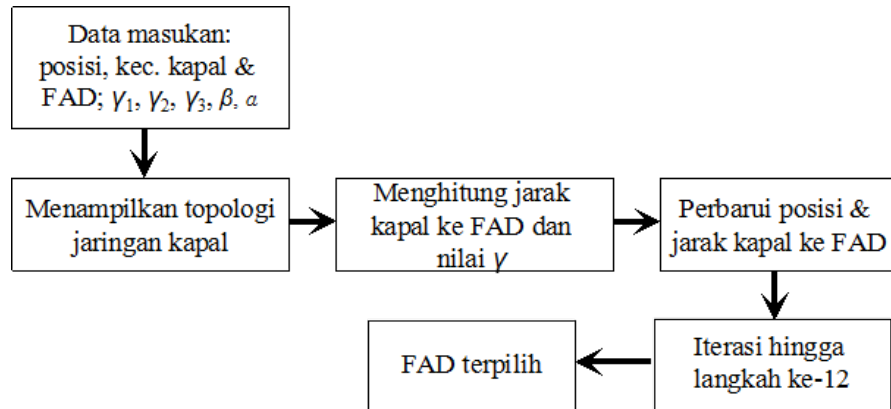 Data masukan:
posisi, kec. kapal &
FAD; γ₁, γ₂, γ₃, β, α
Menampilkan topologi
jaringan kapal
Menghitung jarak
kapal ke FAD dan
nilai γ
Perbarui posisi &
jarak kapal ke FAD
Iterasi hingga
langkah ke-12
FAD terpilih